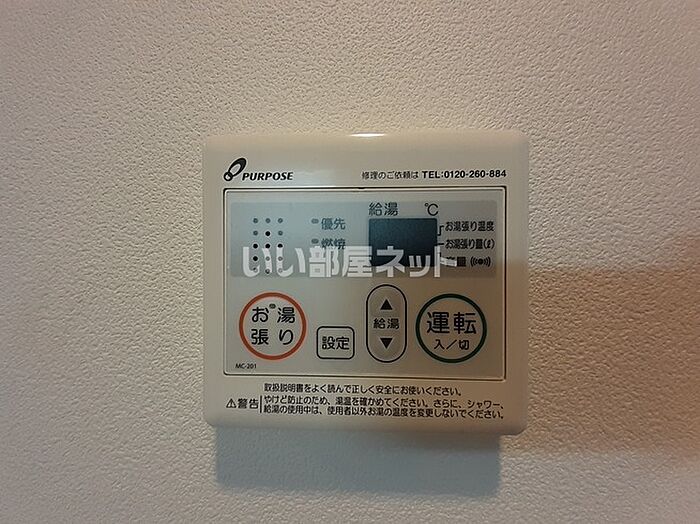 PURPOSE
修理のご依頼は TEL:0120-260-884
給湯 ℃
優先
燃焼
お湯張り温度
お湯張り量(ℓ)
音量
いい部屋ネット
お湯張り
設定
給湯
運転
入/切
MC-201
取扱説明書をよく読んで正しく安全にお使いください。
警告 やけど防止のため、湯温を確かめてください。さらに、シャワー、
給湯の使用中は、使用者以外お湯の温度を変更しないでください。